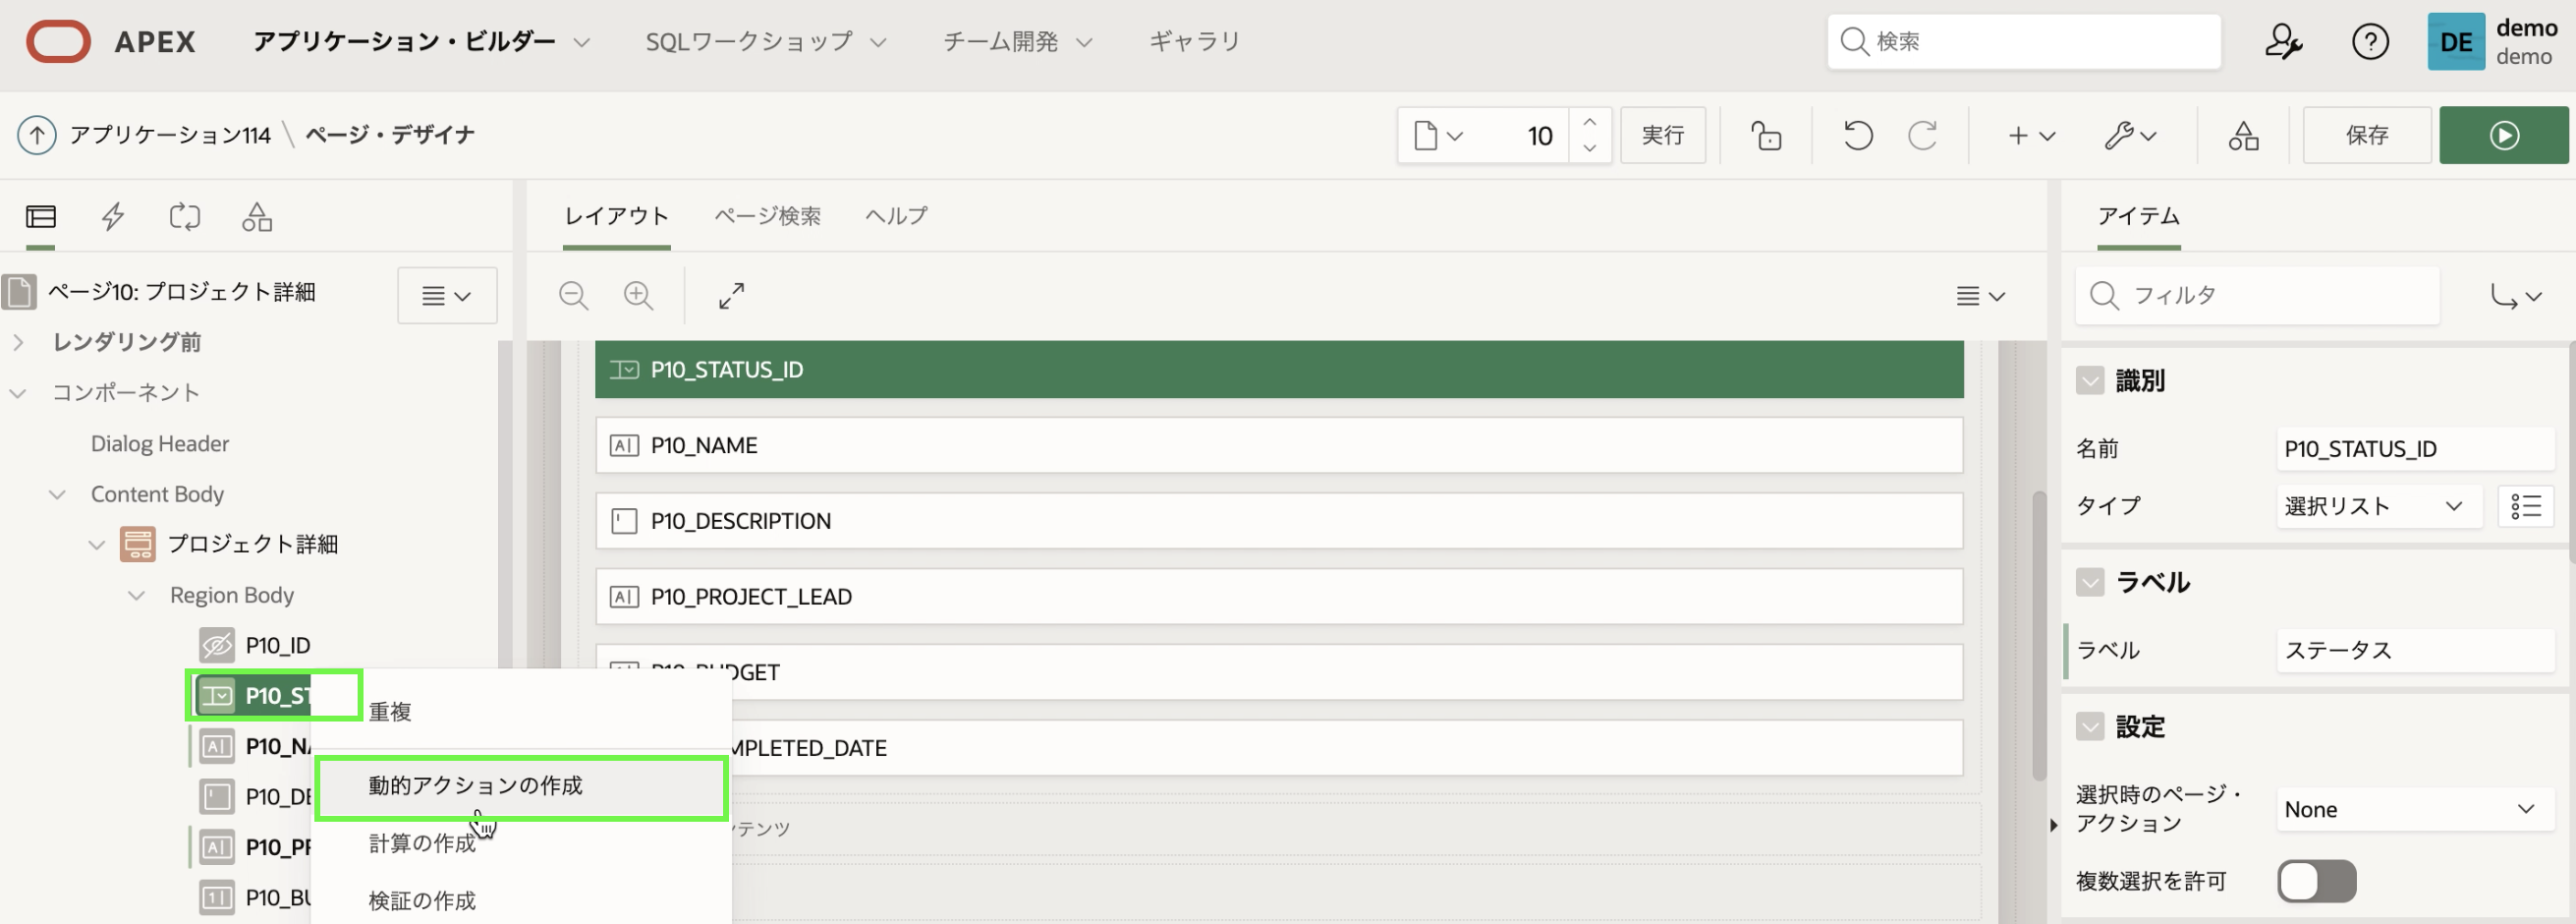 APEX アプリケーション・ビルダー SQLワークショップ チーム開発 ギャラリ 検索 DE demo
demo
アプリケーション114 \ ページ・デザイナ 10 実行 保存
レイアウト ページ検索 ヘルプ アイテム
ページ10: プロジェクト詳細
フィルタ
レンダリング前
コンポーネント
Dialog Header
Content Body
プロジェクト詳細
Region Body
P10_ID
P10_ST
P10_N
P10_DE
P10_PR
P10_BU
重複
動的アクションの作成
計算の作成
検証の作成
P10_STATUS_ID
P10_NAME
P10_DESCRIPTION
P10_PROJECT_LEAD
P10_BUDGET
MPLETED_DATE
テンツ
識別
名前 P10_STATUS_ID
タイプ 選択リスト
ラベル
ラベル ステータス
設定
選択時のページ・
アクション None
複数選択を許可